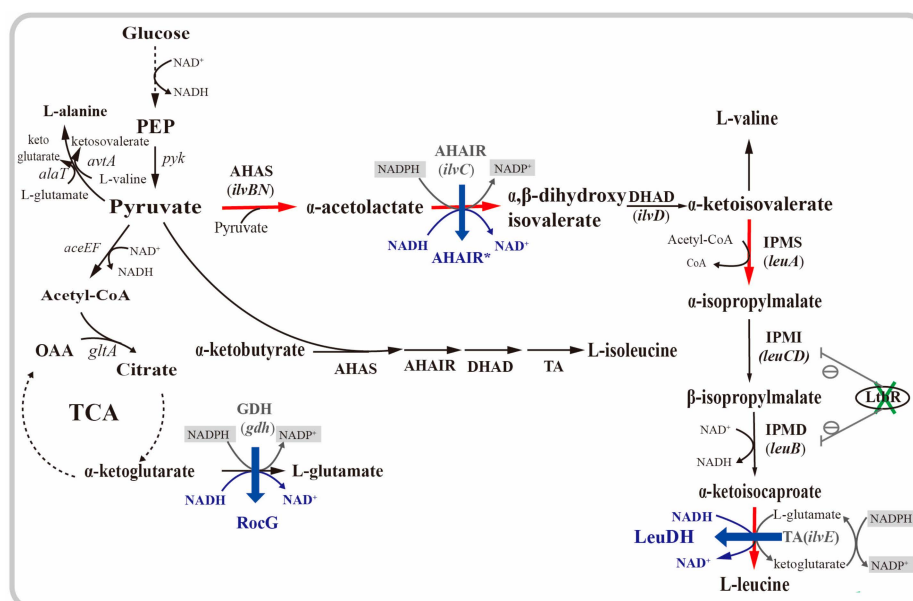 Glucose
NAD⁺
NADH
L-alanine
PEP
keto
glutarate
ketosovalerate
avtA
alaT
L-valine
L-glutamate
pyk
Pyruvate
AHAS
(ilvBN)
Pyruvate
α-acetolactate
NADPH
AHAIR
(ilvC)
NADP⁺
NADH
NAD⁺
AHAIR*
α,β-dihydroxy
isovalerate
DHAD
(ilvD)
L-valine
α-ketoisovalerate
Acetyl-CoA
CoA
IPMS
(leuA)
α-isopropylmalate
IPMI
(leuCD)
LtbR
β-isopropylmalate
NAD⁺
NADH
IPMD
(leuB)
α-ketoisocaproate
NADH
LeuDH
NAD⁺
L-glutamate
TA(ilvE)
ketoglutarate
NADPH
NADP⁺
L-leucine
aceEF
NAD⁺
NADH
Acetyl-CoA
OAA
gltA
Citrate
TCA
α-ketoglutarate
α-ketobutyrate
AHAS
AHAIR
DHAD
TA
L-isoleucine
NADPH
GDH
(gdh)
NADP⁺
L-glutamate
NADH
NAD⁺
RocG